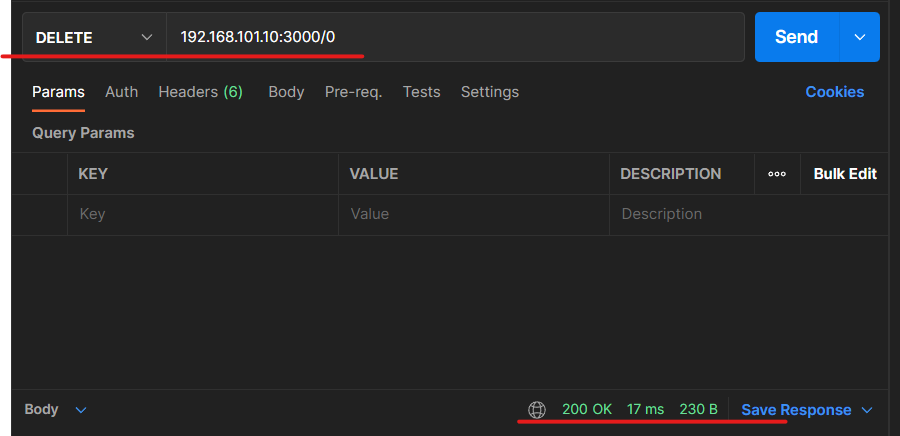 DELETE 192.168.101.10:3000/0 Send
Params Auth Headers (6) Body Pre-req. Tests Settings Cookies
Query Params
KEY VALUE DESCRIPTION ooo Bulk Edit
Key Value Description
Body 200 OK 17 ms 230 B Save Response